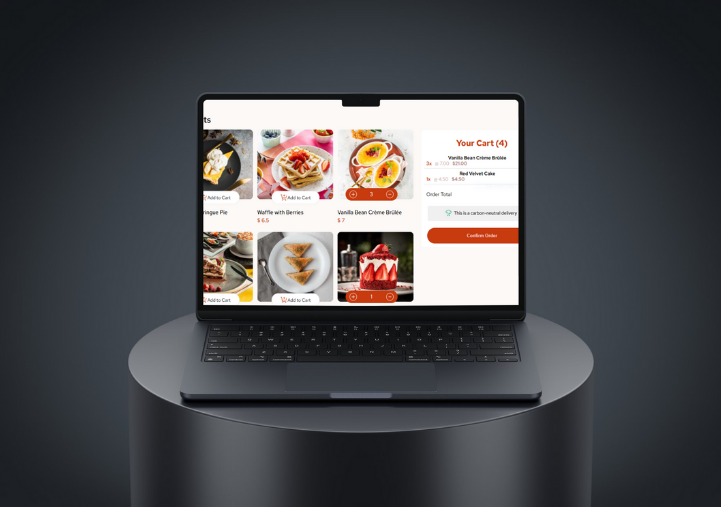 ts
Your Cart (4)
Vanilla Bean Crème Brûlée
3x @ 7.00 $21.00
Red Velvet Cake
1x @ 4.50 $4.50
Order Total
This is a carbon-neutral delivery
Confirm Order
Add to Cart
Add to Cart
3
ringue Pie
Waffle with Berries
Vanilla Bean Crème Brûlée
$ 6.5
$ 7
Add to Cart
Add to Cart
1